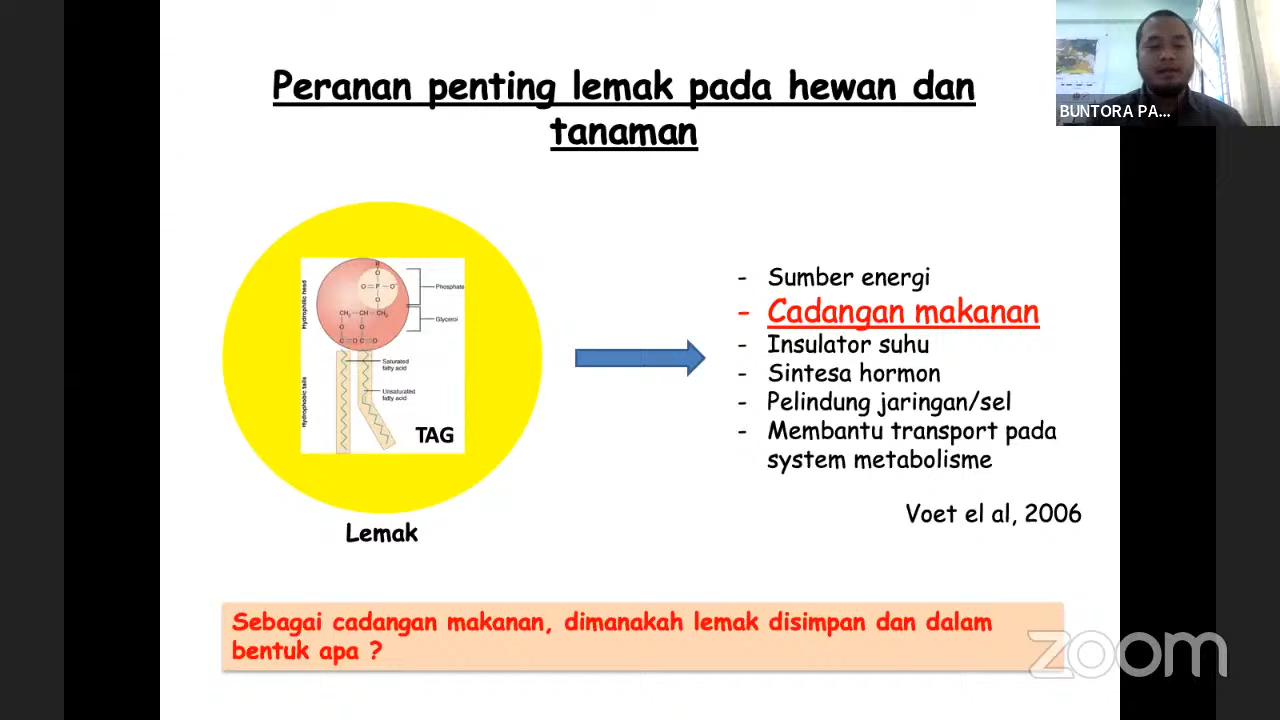 Peranan penting lemak pada hewan dan
tanaman
BUNTORA PA...
Hydrophilic head
Hydrophobic tails
Phosphate
Glycerol
Saturated
fatty acid
Unsaturated
fatty acid
TAG
Lemak
- Sumber energi
- Cadangan makanan
- Insulator suhu
- Sintesa hormon
- Pelindung jaringan/sel
- Membantu transport pada
system metabolisme
Voet el al, 2006
Sebagai cadangan makanan, dimanakah lemak disimpan dan dalam
bentuk apa ?
zoom